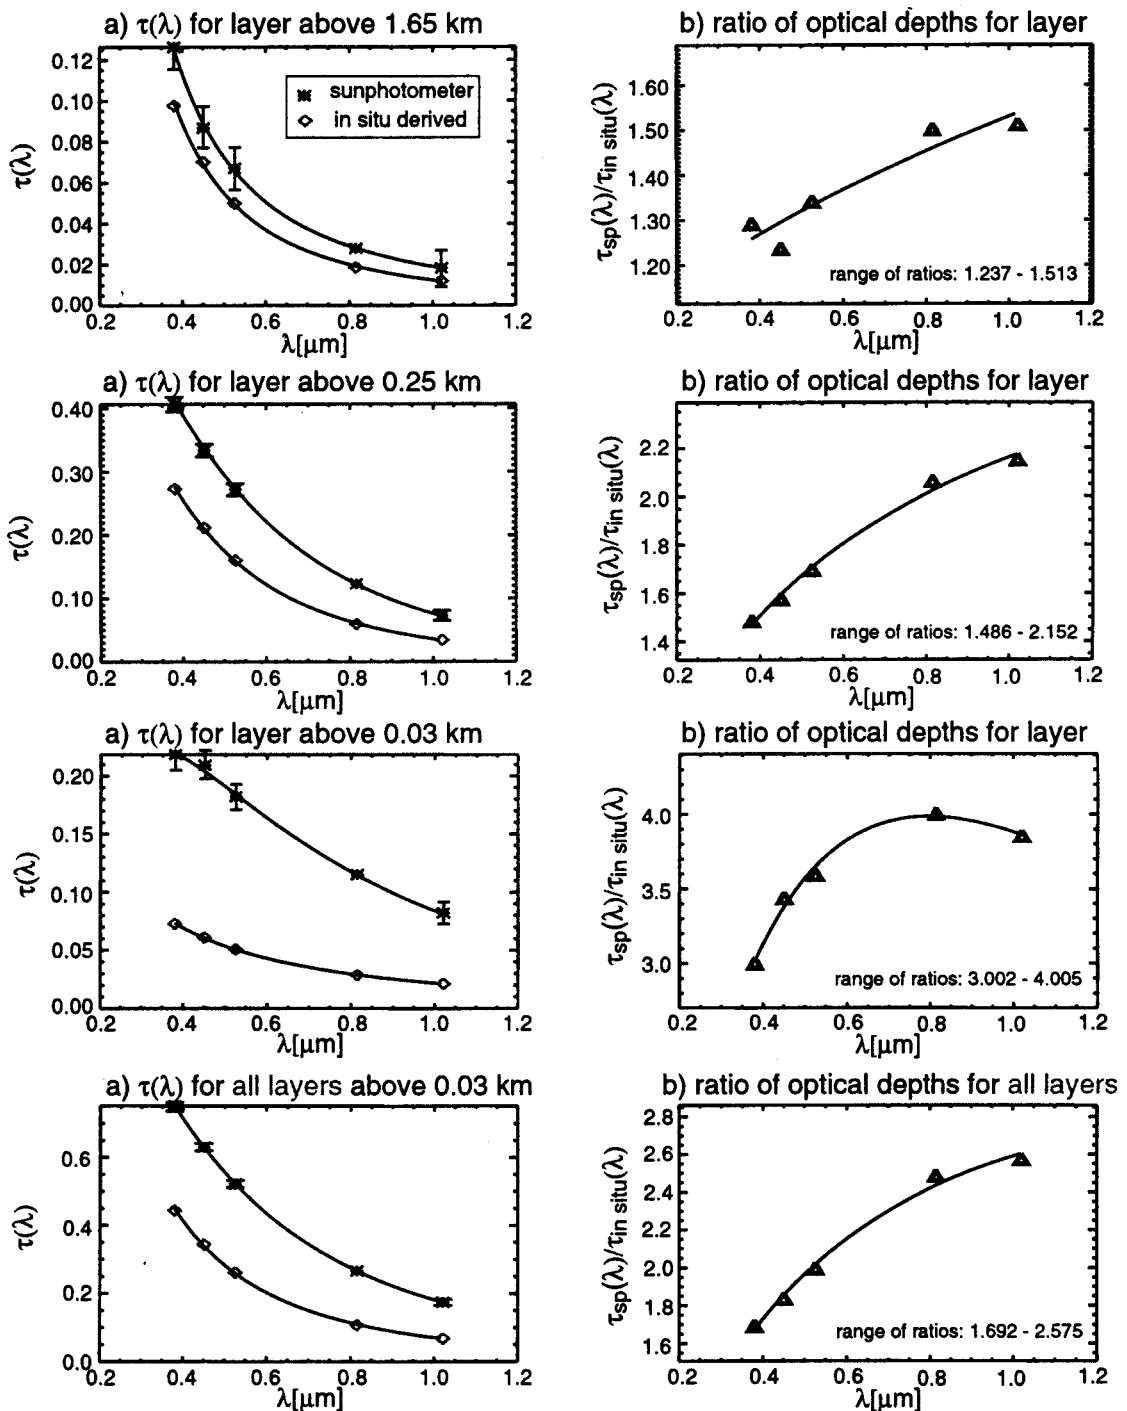 a) τ(λ) for layer above 1.65 km
b) ratio of optical depths for layer
0.12
0.10
0.08
0.06
0.04
0.02
0.00
τ(λ)
sunphotometer
in situ derived
0.2 0.4 0.6 0.8 1.0 1.2
λ[μm]
1.60
1.50
1.40
1.30
1.20
τsp(λ)/τin situ(λ)
range of ratios: 1.237 - 1.513
0.2 0.4 0.6 0.8 1.0 1.2
λ[μm]
a) τ(λ) for layer above 0.25 km
b) ratio of optical depths for layer
0.40
0.30
0.20
0.10
0.00
τ(λ)
0.2 0.4 0.6 0.8 1.0 1.2
λ[μm]
2.2
2.0
1.8
1.6
1.4
τsp(λ)/τin situ(λ)
range of ratios: 1.486 - 2.152
0.2 0.4 0.6 0.8 1.0 1.2
λ[μm]
a) τ(λ) for layer above 0.03 km
b) ratio of optical depths for layer
0.20
0.15
0.10
0.05
0.00
τ(λ)
0.2 0.4 0.6 0.8 1.0 1.2
λ[μm]
4.0
3.5
3.0
τsp(λ)/τin situ(λ)
range of ratios: 3.002 - 4.005
0.2 0.4 0.6 0.8 1.0 1.2
λ[μm]
a) τ(λ) for all layers above 0.03 km
b) ratio of optical depths for all layers
0.6
0.4
0.2
0.0
τ(λ)
0.2 0.4 0.6 0.8 1.0 1.2
λ[μm]
2.8
2.6
2.4
2.2
2.0
1.8
1.6
τsp(λ)/τin situ(λ)
range of ratios: 1.692 - 2.575
0.2 0.4 0.6 0.8 1.0 1.2
λ[μm]